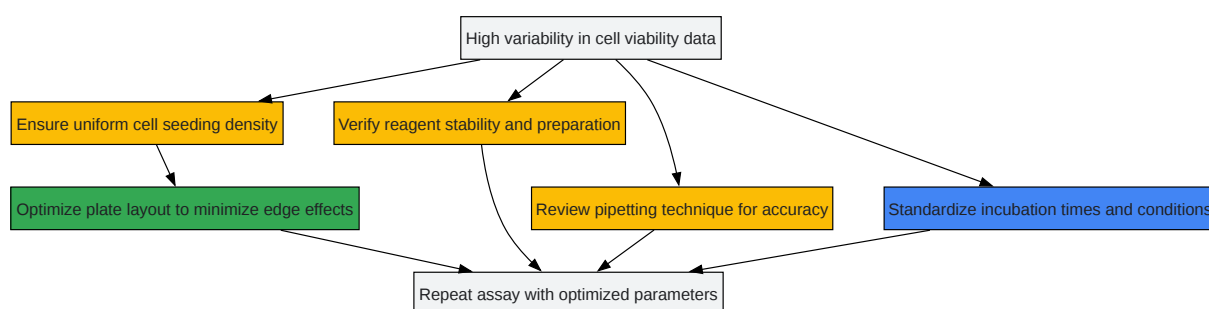 High variability in cell viability data
Ensure uniform cell seeding density
Verify reagent stability and preparation
Optimize plate layout to minimize edge effects
Review pipetting technique for accuracy
Standardize incubation times and conditions
Repeat assay with optimized parameters